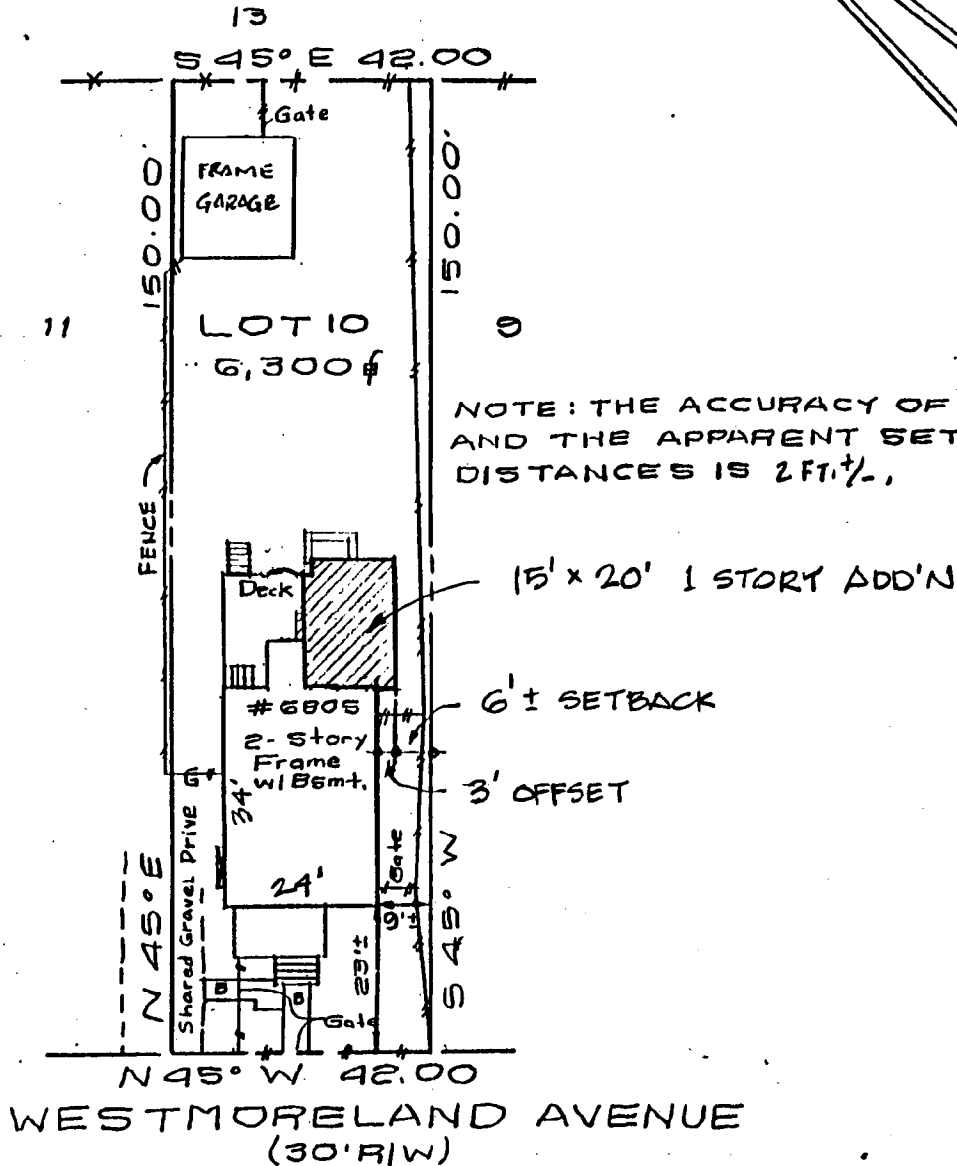 13
S 45° E 42.00
Gate
FRAME
GARAGE
150.00'
150.00'
11
LOT 10
9
6,300
NOTE: THE ACCURACY OF
AND THE APPARENT SET
DISTANCES IS 2 FT. +/-.
FENCE
15' x 20' 1 STORY ADD'N
Deck
#6805
2-Story
Frame
w/Bsmt.
6' ± SETBACK
3' OFFSET
34'
24'
Gate
9'±
23'±
Shared Gravel Drive
N 45° E
S 45° W
B
B
Gate
N 45° W 42.00
WESTMORELAND AVENUE
(30' R/W)